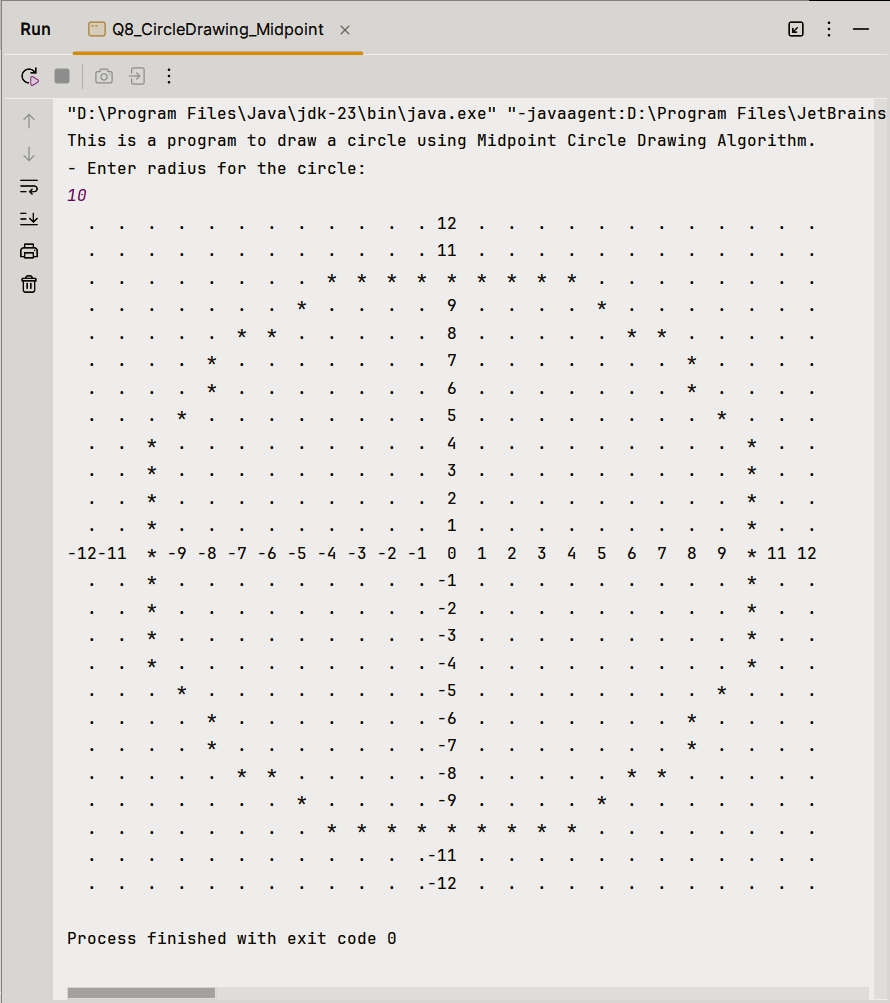 Run Q8_CircleDrawing_Midpoint ×
"D:\Program Files\Java\jdk-23\bin\java.exe" "-javaagent:D:\Program Files\JetBrains
This is a program to draw a circle using Midpoint Circle Drawing Algorithm.
- Enter radius for the circle:
10
  .  .  .  .  .  .  .  .  .  .  .  . 12  .  .  .  .  .  .  .  .  .  .  .  .
  .  .  .  .  .  .  .  .  .  .  .  . 11  .  .  .  .  .  .  .  .  .  .  .  .
  .  .  .  .  .  .  .  .  *  *  *  *  *  *  *  *  *  .  .  .  .  .  .  .  .
  .  .  .  .  .  .  .  *  .  .  .  .  9  .  .  .  .  *  .  .  .  .  .  .  .
  .  .  .  .  .  *  *  .  .  .  .  .  8  .  .  .  .  .  *  *  .  .  .  .  .
  .  .  .  .  *  .  .  .  .  .  .  .  7  .  .  .  .  .  .  .  *  .  .  .  .
  .  .  .  .  *  .  .  .  .  .  .  .  6  .  .  .  .  .  .  .  *  .  .  .  .
  .  .  .  *  .  .  .  .  .  .  .  .  5  .  .  .  .  .  .  .  .  *  .  .  .
  .  .  *  .  .  .  .  .  .  .  .  .  4  .  .  .  .  .  .  .  .  .  *  .  .
  .  .  *  .  .  .  .  .  .  .  .  .  3  .  .  .  .  .  .  .  .  .  *  .  .
  .  .  *  .  .  .  .  .  .  .  .  .  2  .  .  .  .  .  .  .  .  .  *  .  .
  .  .  *  .  .  .  .  .  .  .  .  .  1  .  .  .  .  .  .  .  .  .  *  .  .
-12-11  * -9 -8 -7 -6 -5 -4 -3 -2 -1  0  1  2  3  4  5  6  7  8  9  * 11 12
  .  .  *  .  .  .  .  .  .  .  .  . -1  .  .  .  .  .  .  .  .  .  *  .  .
  .  .  *  .  .  .  .  .  .  .  .  . -2  .  .  .  .  .  .  .  .  .  *  .  .
  .  .  *  .  .  .  .  .  .  .  .  . -3  .  .  .  .  .  .  .  .  .  *  .  .
  .  .  *  .  .  .  .  .  .  .  .  . -4  .  .  .  .  .  .  .  .  .  *  .  .
  .  .  .  *  .  .  .  .  .  .  .  . -5  .  .  .  .  .  .  .  .  *  .  .  .
  .  .  .  .  *  .  .  .  .  .  .  . -6  .  .  .  .  .  .  .  *  .  .  .  .
  .  .  .  .  *  .  .  .  .  .  .  . -7  .  .  .  .  .  .  .  *  .  .  .  .
  .  .  .  .  .  *  *  .  .  .  .  . -8  .  .  .  .  .  *  *  .  .  .  .  .
  .  .  .  .  .  .  .  *  .  .  .  . -9  .  .  .  .  *  .  .  .  .  .  .  .
  .  .  .  .  .  .  .  .  *  *  *  *  *  *  *  *  *  .  .  .  .  .  .  .  .
  .  .  .  .  .  .  .  .  .  .  .  .-11  .  .  .  .  .  .  .  .  .  .  .  .
  .  .  .  .  .  .  .  .  .  .  .  .-12  .  .  .  .  .  .  .  .  .  .  .  .
Process finished with exit code 0